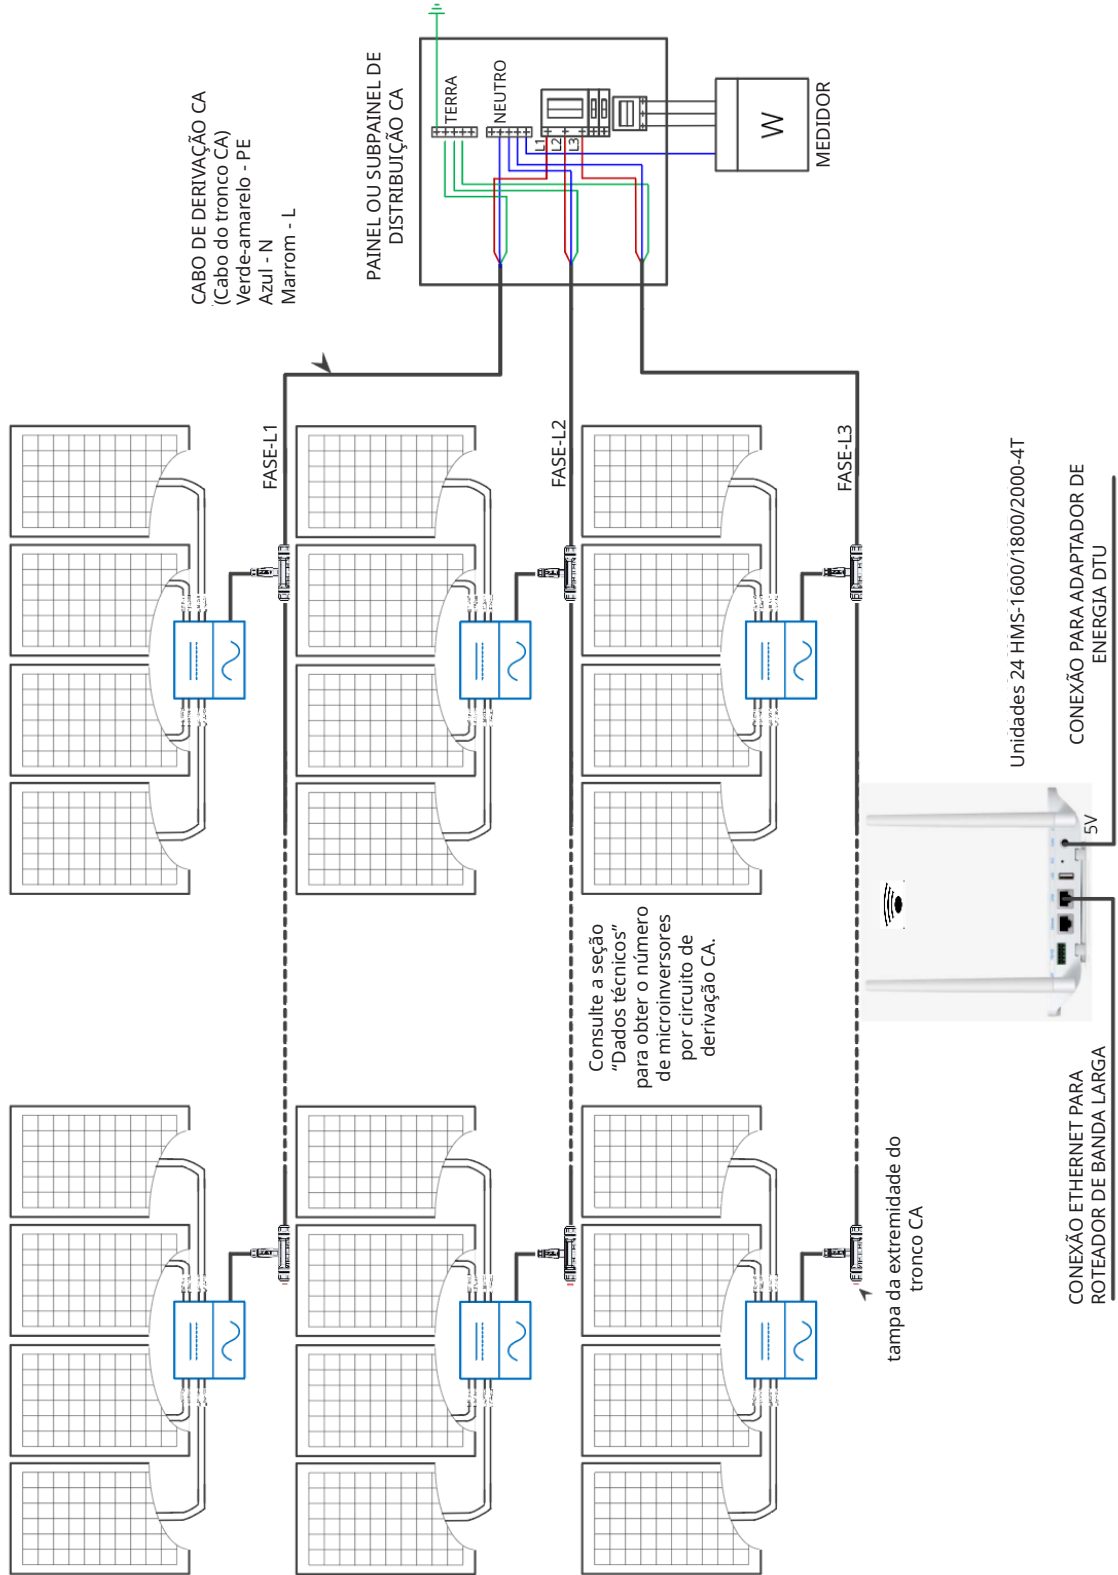 CABO DE DERIVAÇÃO CA
(Cabo do tronco CA)
Verde-amarelo - PE
Azul - N
Marrom - L
PAINEL OU SUBPAINEL DE
DISTRIBUIÇÃO CA
TERRA
NEUTRO
L1
L2
L3
W
MEDIDOR
FASE-L1
FASE-L2
FASE-L3
Consulte a seção
“Dados técnicos”
para obter o número
de microinversores
por circuito de
derivação CA.
Unidades 24 HMS-1600/1800/2000-4T
CONEXÃO PARA ADAPTADOR DE
ENERGIA DTU
5V
tampa da extremidade do
tronco CA
CONEXÃO ETHERNET PARA
ROTEADOR DE BANDA LARGA